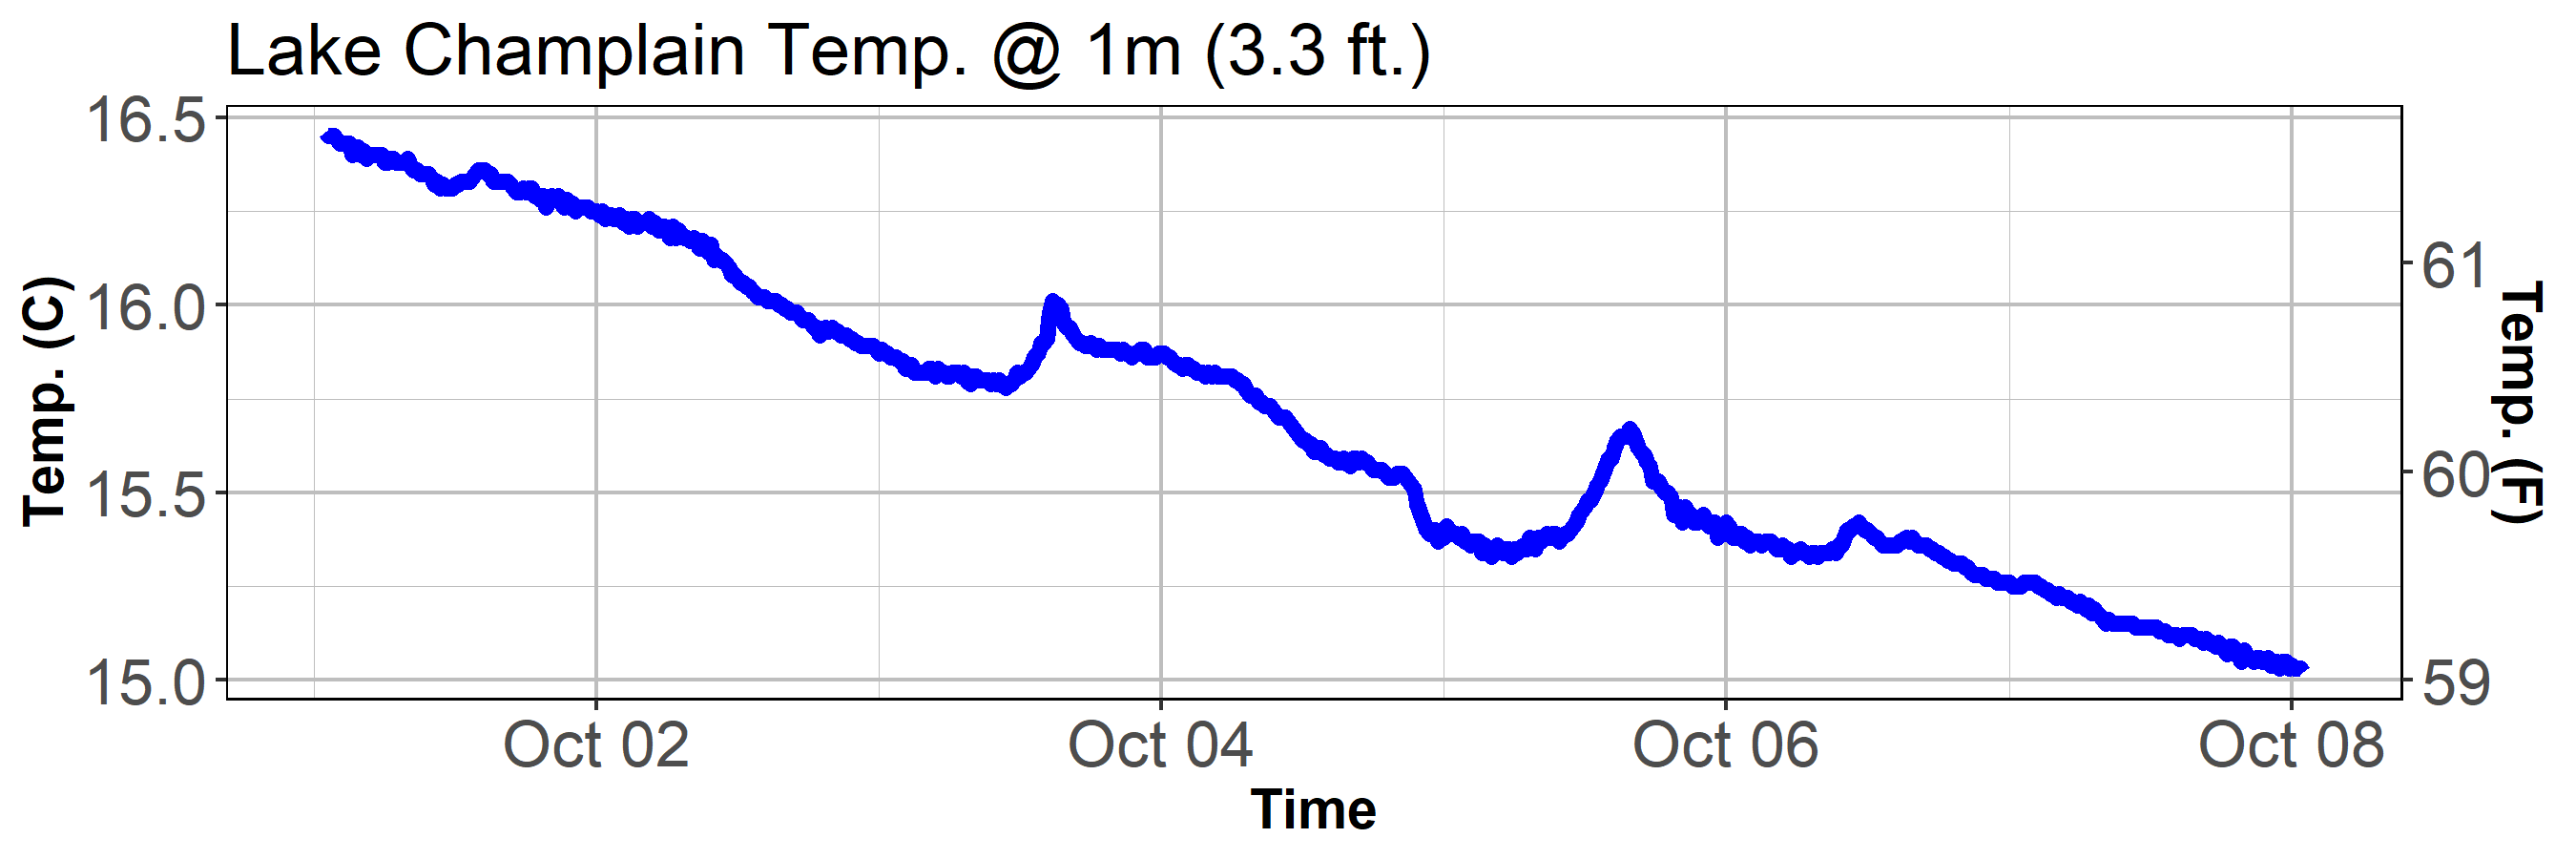 Lake Champlain Temp. @ 1m (3.3 ft.)
16.5
16.0
15.5
15.0
Temp. (C)
61
60
59
Temp. (F)
Oct 02 Oct 04 Oct 06 Oct 08
Time